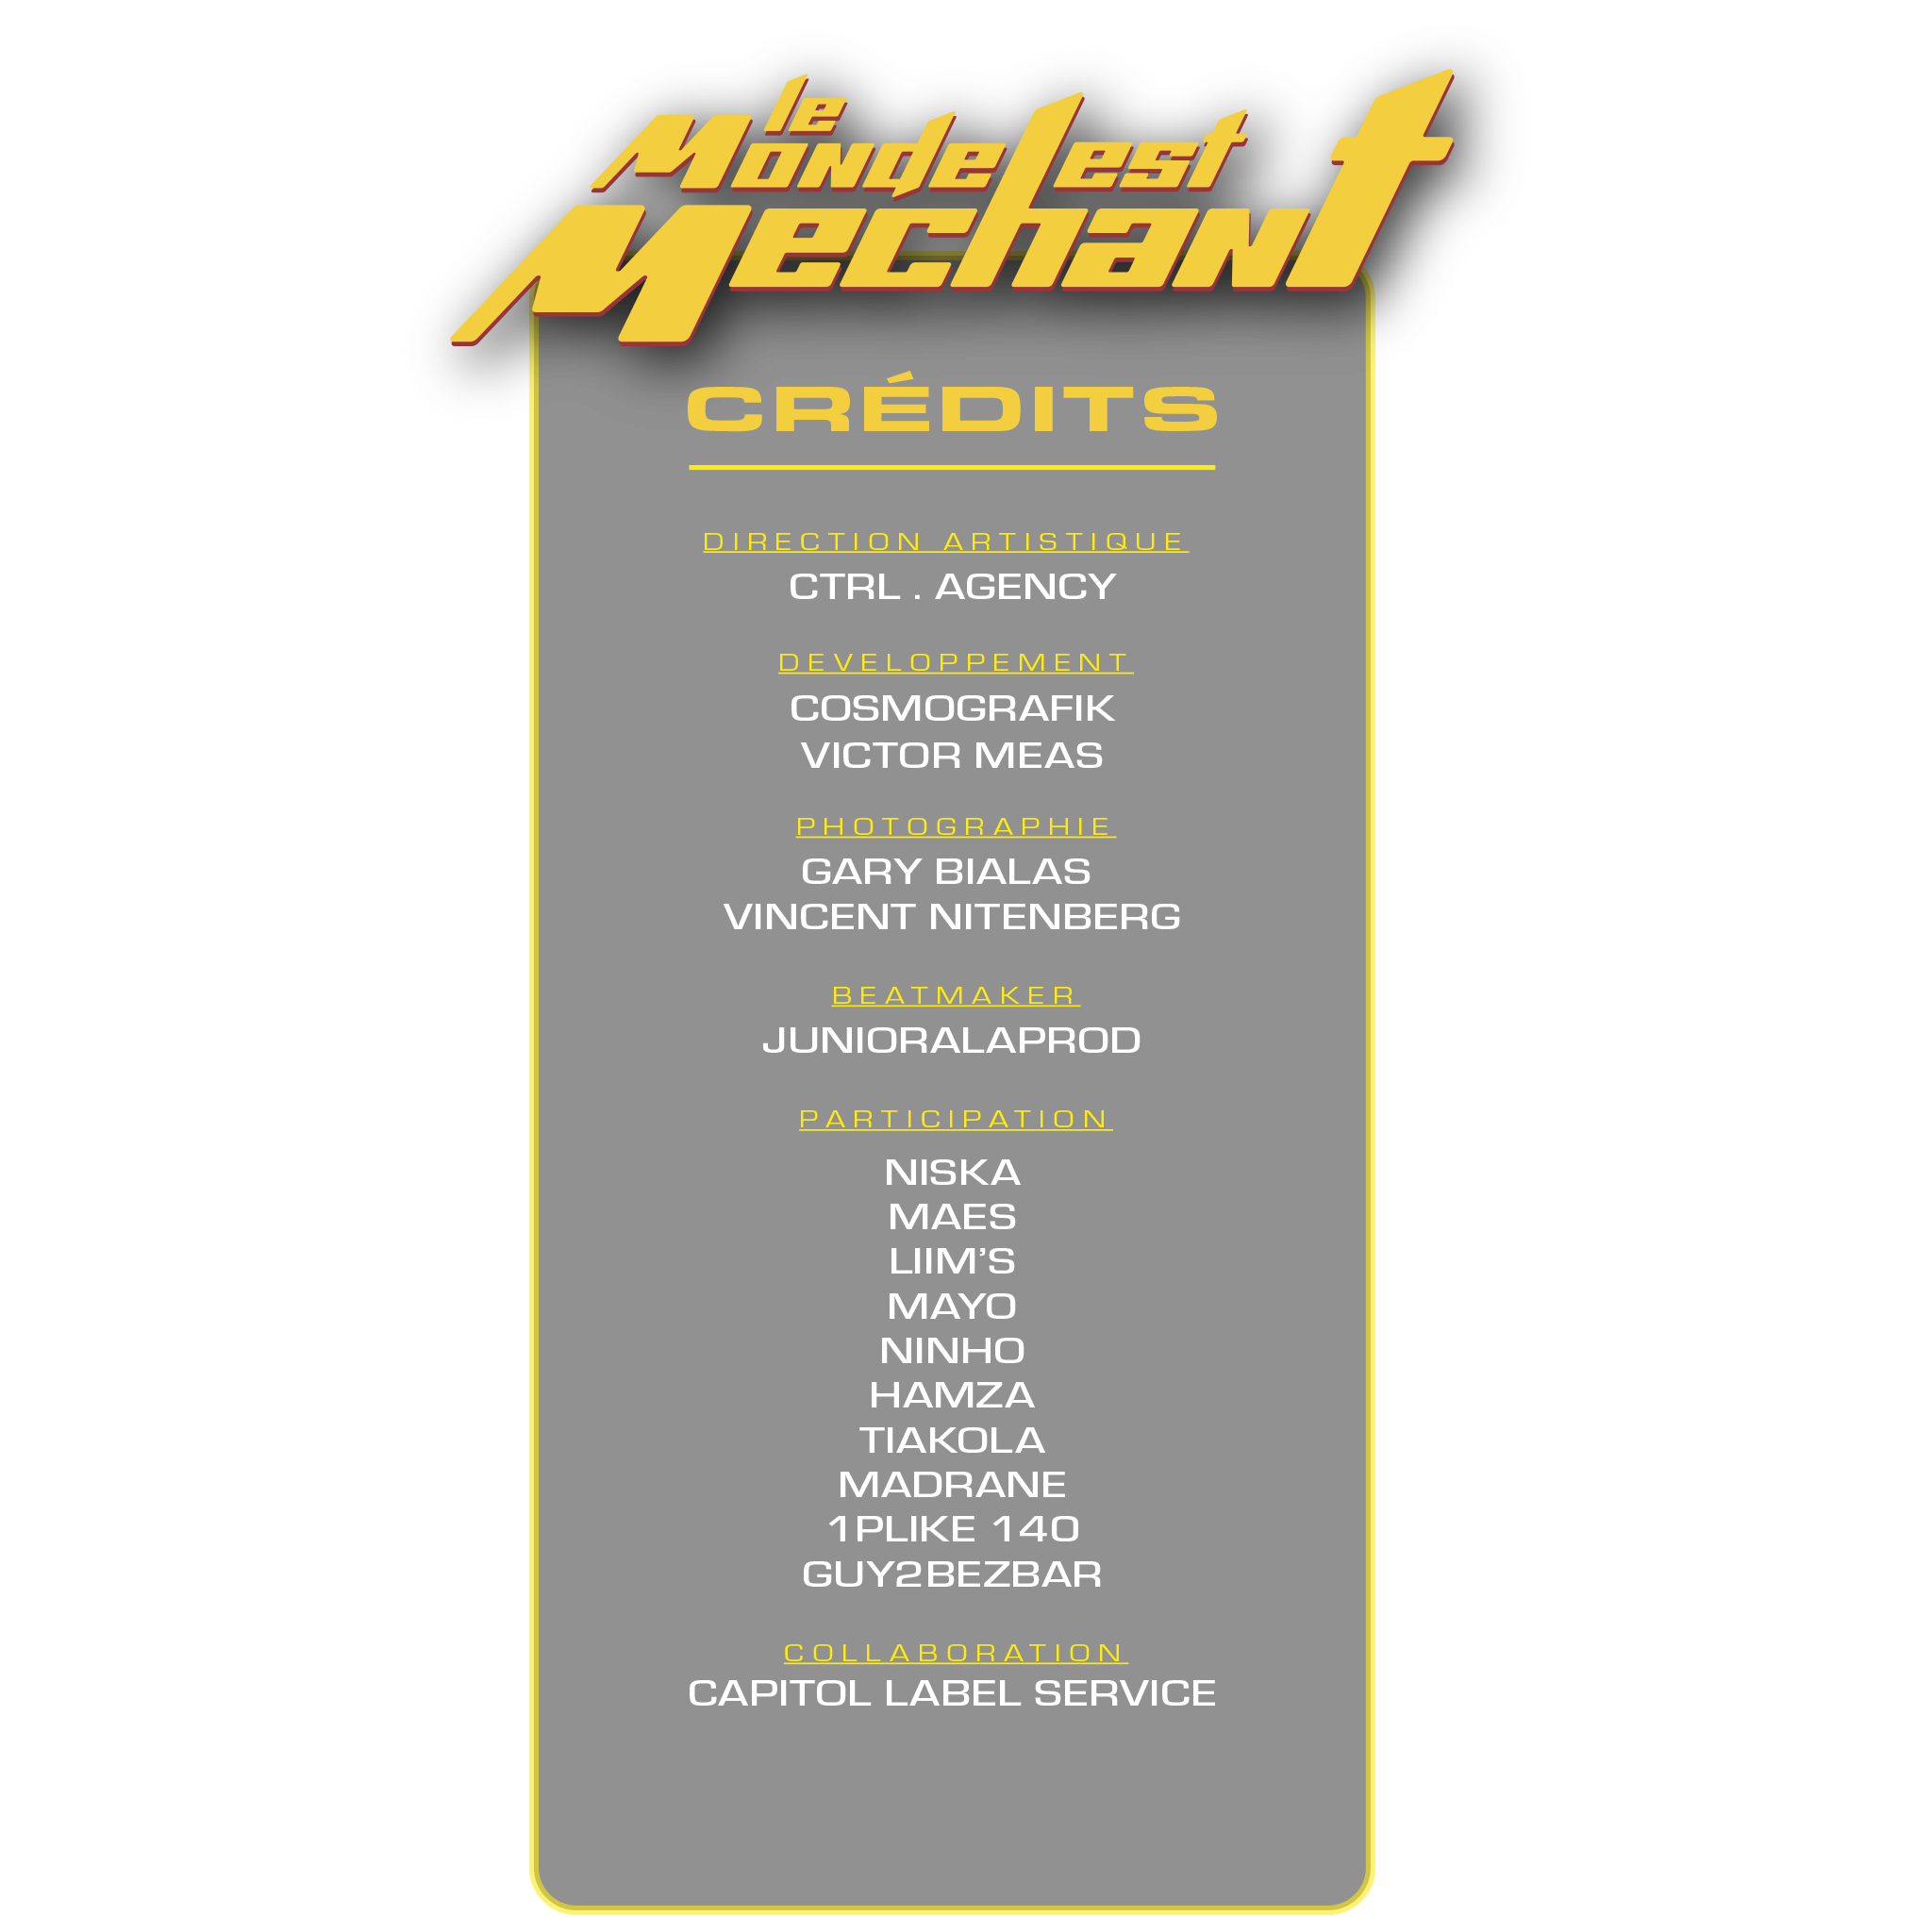 le
Monde est
Mechant
CRÉDITS
DIRECTION ARTISTIQUE
CTRL . AGENCY
DEVELOPPEMENT
COSMOGRAFIK
VICTOR MEAS
PHOTOGRAPHIE
GARY BIALAS
VINCENT NITENBERG
BEATMAKER
JUNIORALAPROD
PARTICIPATION
NISKA
MAES
LIIM’S
MAYO
NINHO
HAMZA
TIAKOLA
MADRANE
1PLIKE 140
GUY2BEZBAR
COLLABORATION
CAPITOL LABEL SERVICE